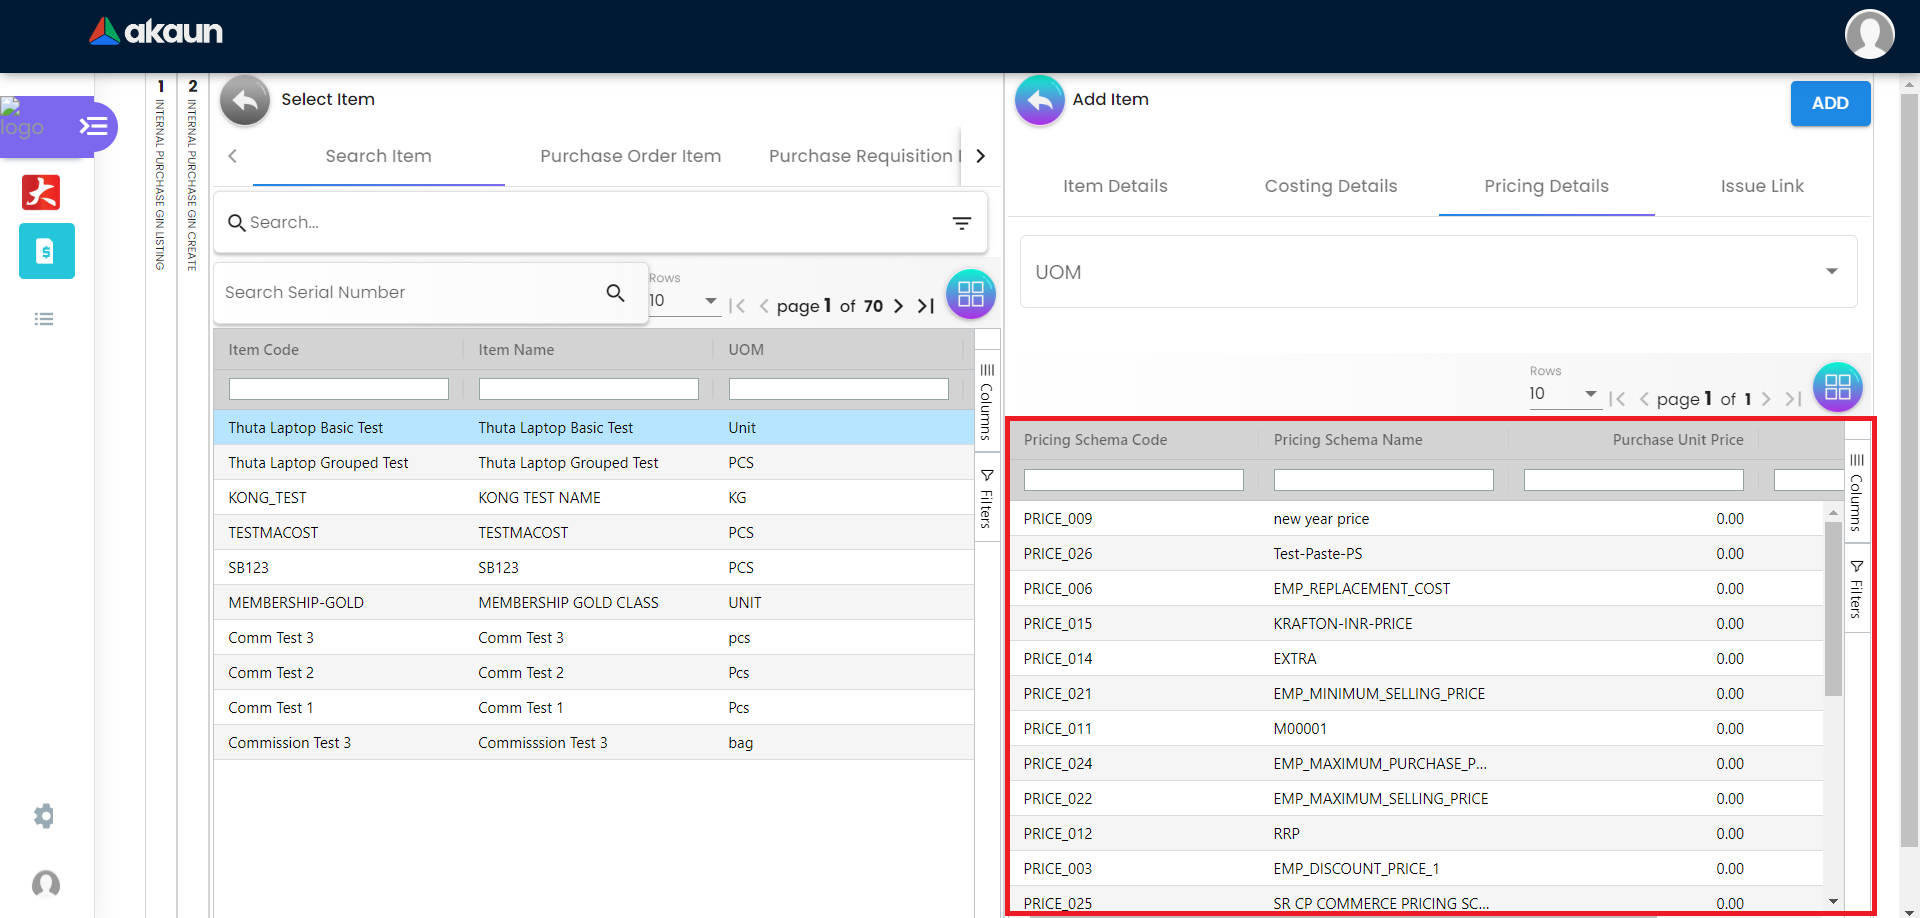 akaun
logo
1
INTERNAL PURCHASE GIN LISTING
2
INTERNAL PURCHASE GIN CREATE
Select Item
Search Item
Purchase Order Item
Purchase Requisition I
Search...
Search Serial Number
Rows
10
page 1 of 70
Item Code Item Name UOM
Thuta Laptop Basic Test Thuta Laptop Basic Test Unit
Thuta Laptop Grouped Test Thuta Laptop Grouped Test PCS
KONG_TEST KONG TEST NAME KG
TESTMACOST TESTMACOST PCS
SB123 SB123 PCS
MEMBERSHIP-GOLD MEMBERSHIP GOLD CLASS UNIT
Comm Test 3 Comm Test 3 pcs
Comm Test 2 Comm Test 2 Pcs
Comm Test 1 Comm Test 1 Pcs
Commission Test 3 Commisssion Test 3 bag
Columns
Filters
Add Item
ADD
Item Details
Costing Details
Pricing Details
Issue Link
UOM
Rows
10
page 1 of 1
Pricing Schema Code Pricing Schema Name Purchase Unit Price
PRICE_009 new year price 0.00
PRICE_026 Test-Paste-PS 0.00
PRICE_006 EMP_REPLACEMENT_COST 0.00
PRICE_015 KRAFTON-INR-PRICE 0.00
PRICE_014 EXTRA 0.00
PRICE_021 EMP_MINIMUM_SELLING_PRICE 0.00
PRICE_011 M00001 0.00
PRICE_024 EMP_MAXIMUM_PURCHASE_P... 0.00
PRICE_022 EMP_MAXIMUM_SELLING_PRICE 0.00
PRICE_012 RRP 0.00
PRICE_003 EMP_DISCOUNT_PRICE_1 0.00
PRICE_025 SR CP COMMERCE PRICING SC... 0.00
Columns
Filters